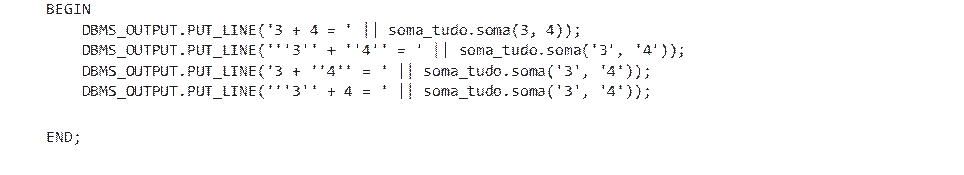 BEGIN
DBMS_OUTPUT.PUT_LINE('3 + 4 = ' || soma_tudo.soma(3, 4));
DBMS_OUTPUT.PUT_LINE('''3'' + ''4'' = ' || soma_tudo.soma('3', '4'));
DBMS_OUTPUT.PUT_LINE('3 + ''4'' = ' || soma_tudo.soma('3', '4'));
DBMS_OUTPUT.PUT_LINE('''3'' + 4 = ' || soma_tudo.soma('3', '4'));
END;